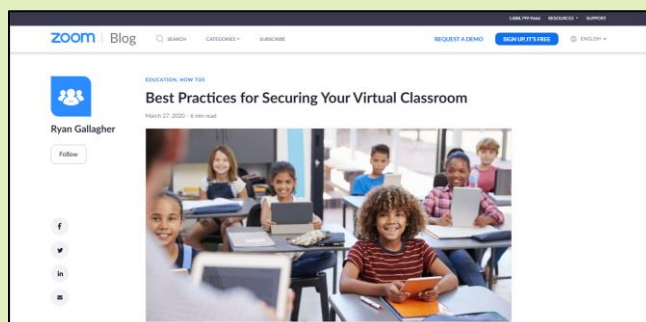 1.888.799.9666 RESOURCES SUPPORT
zoom Blog SEARCH CATEGORIES SUBSCRIBE REQUEST A DEMO SIGN UP, IT'S FREE ENGLISH
EDUCATION, HOW TOS
Best Practices for Securing Your Virtual Classroom
March 27, 2020 - 6 min read
Ryan Gallagher
Follow